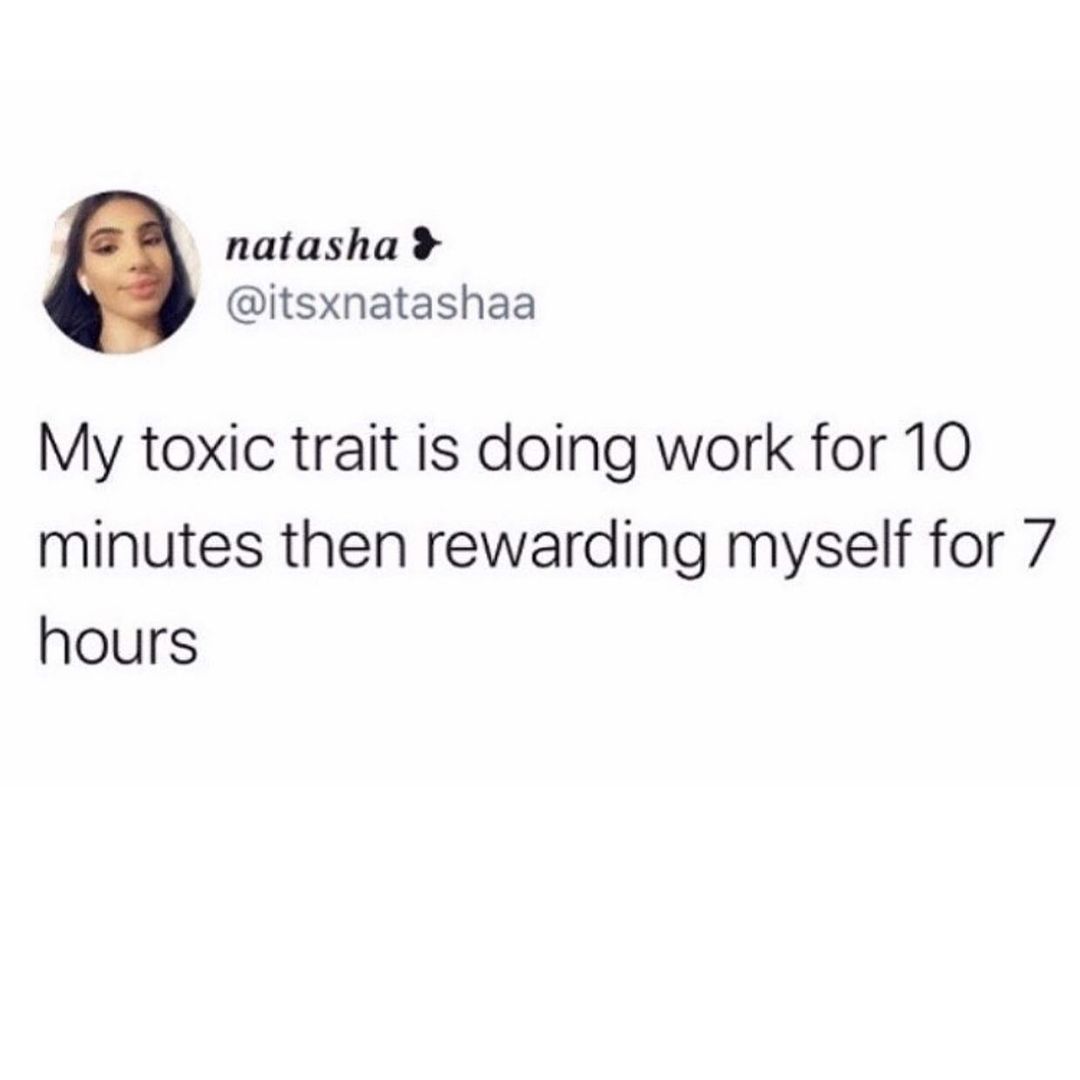 natasha ❥
@itsxnatashaa
My toxic trait is doing work for 10
minutes then rewarding myself for 7
hours